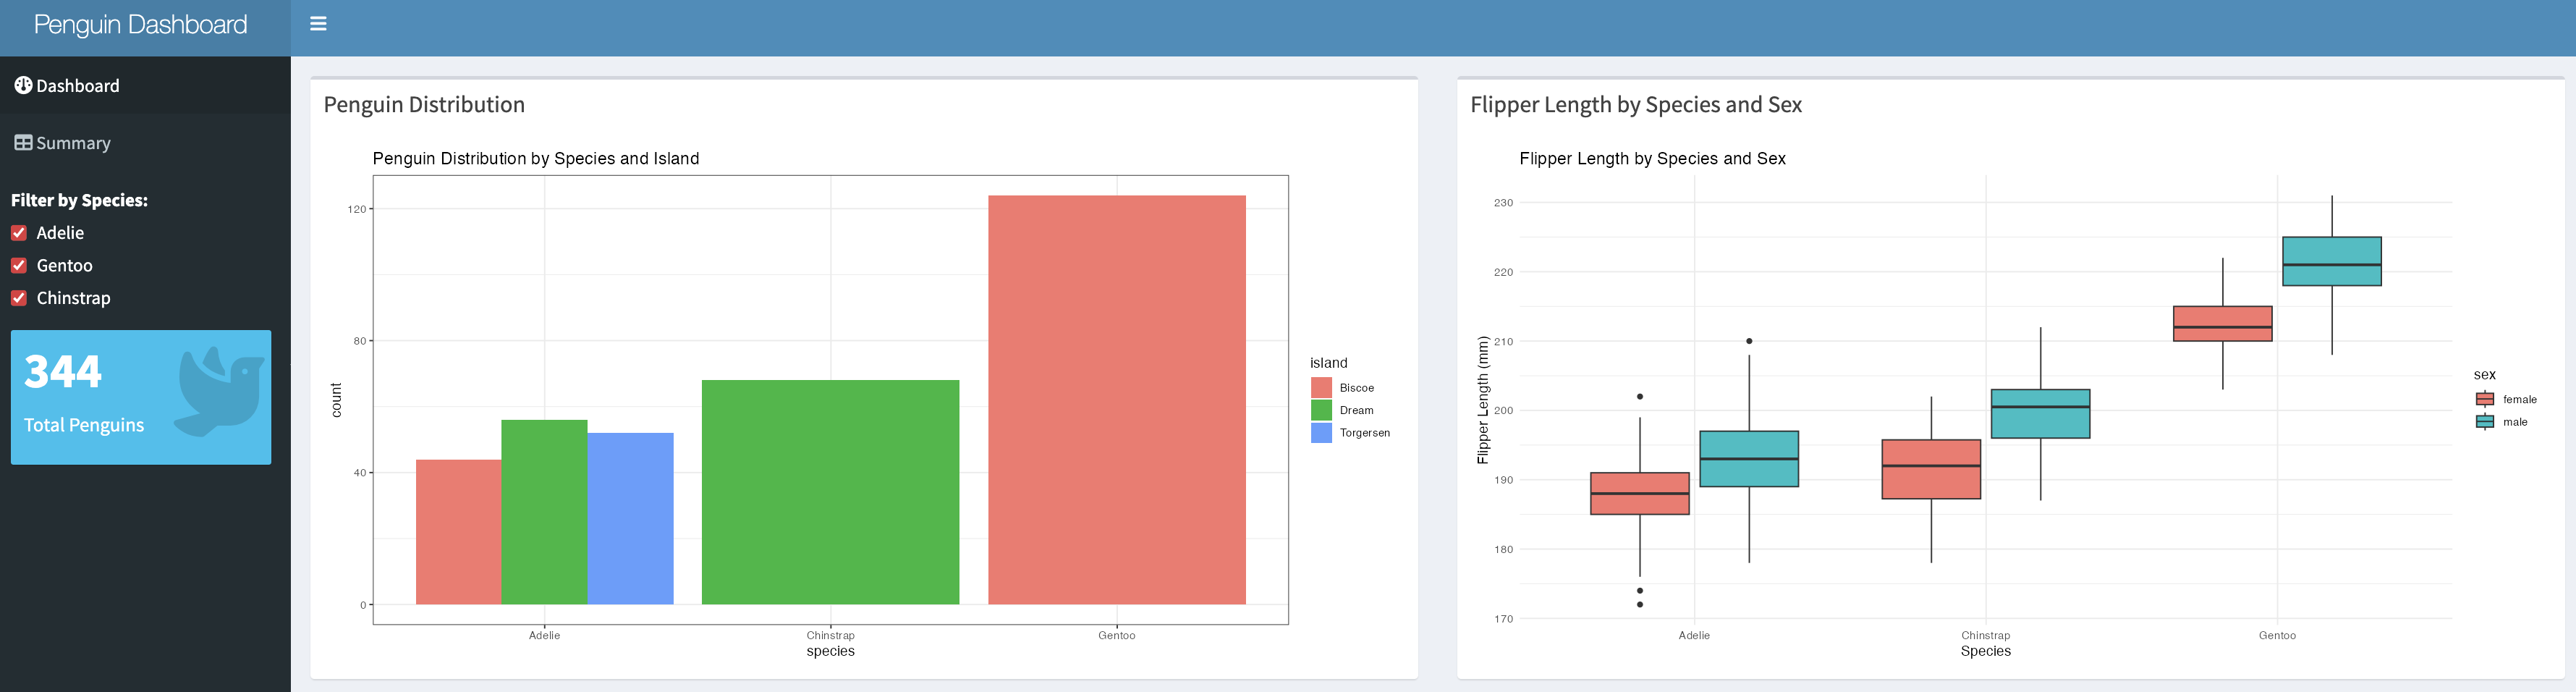 Penguin Dashboard
Dashboard
Summary
Filter by Species:
Adelie
Gentoo
Chinstrap
344
Total Penguins
Penguin Distribution
Penguin Distribution by Species and Island
120
80
40
0
count
Adelie
Chinstrap
Gentoo
species
island
Biscoe
Dream
Torgersen
Flipper Length by Species and Sex
Flipper Length by Species and Sex
230
220
210
200
190
180
170
Flipper Length (mm)
Adelie
Chinstrap
Gentoo
Species
sex
female
male